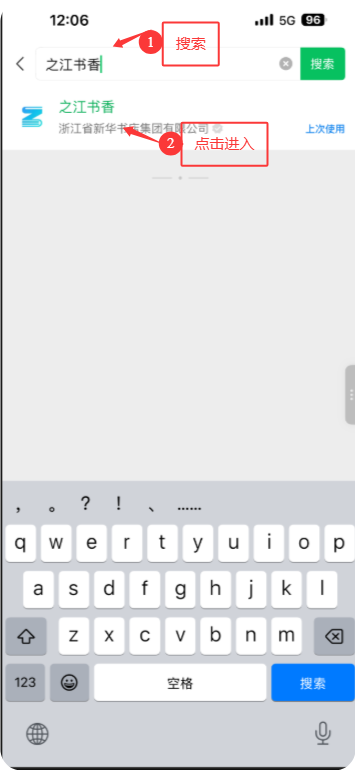 12:06
5G 96
1 搜索
之江书香 搜索
之江书香
浙江省新华书店集团有限公司
上次使用
2 点击进入
， 。 ？ ！ 、 ……
q w e r t y u i o p
a s d f g h j k l
z x c v b n m
123 空格 搜索